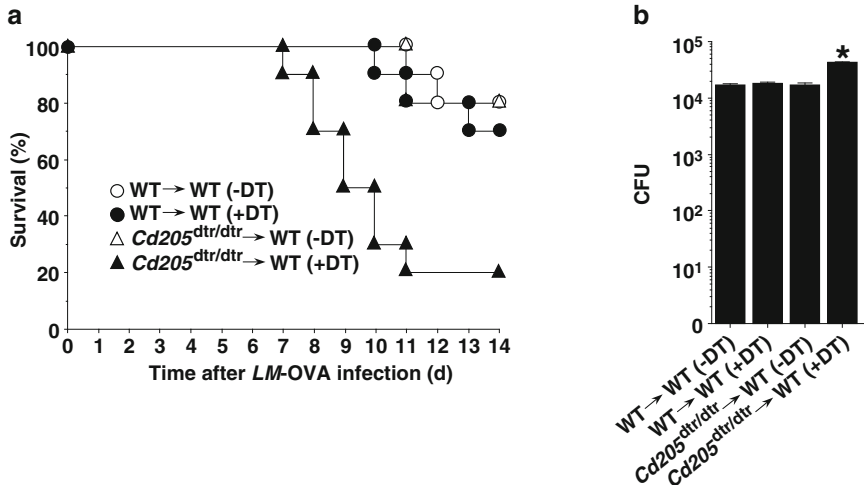 a
Survival (%)
100
80
60
40
20
0
WT→ WT (-DT)
WT→ WT (+DT)
Cd205dtr/dtr→ WT (-DT)
Cd205dtr/dtr→ WT (+DT)
0 1 2 3 4 5 6 7 8 9 10 11 12 13 14
Time after LM-OVA infection (d)
b
CFU
10⁵
10⁴
10³
10²
10¹
0
*
WT→ WT (-DT)
WT→ WT (+DT)
Cd205dtr/dtr→ WT (-DT)
Cd205dtr/dtr→ WT (+DT)